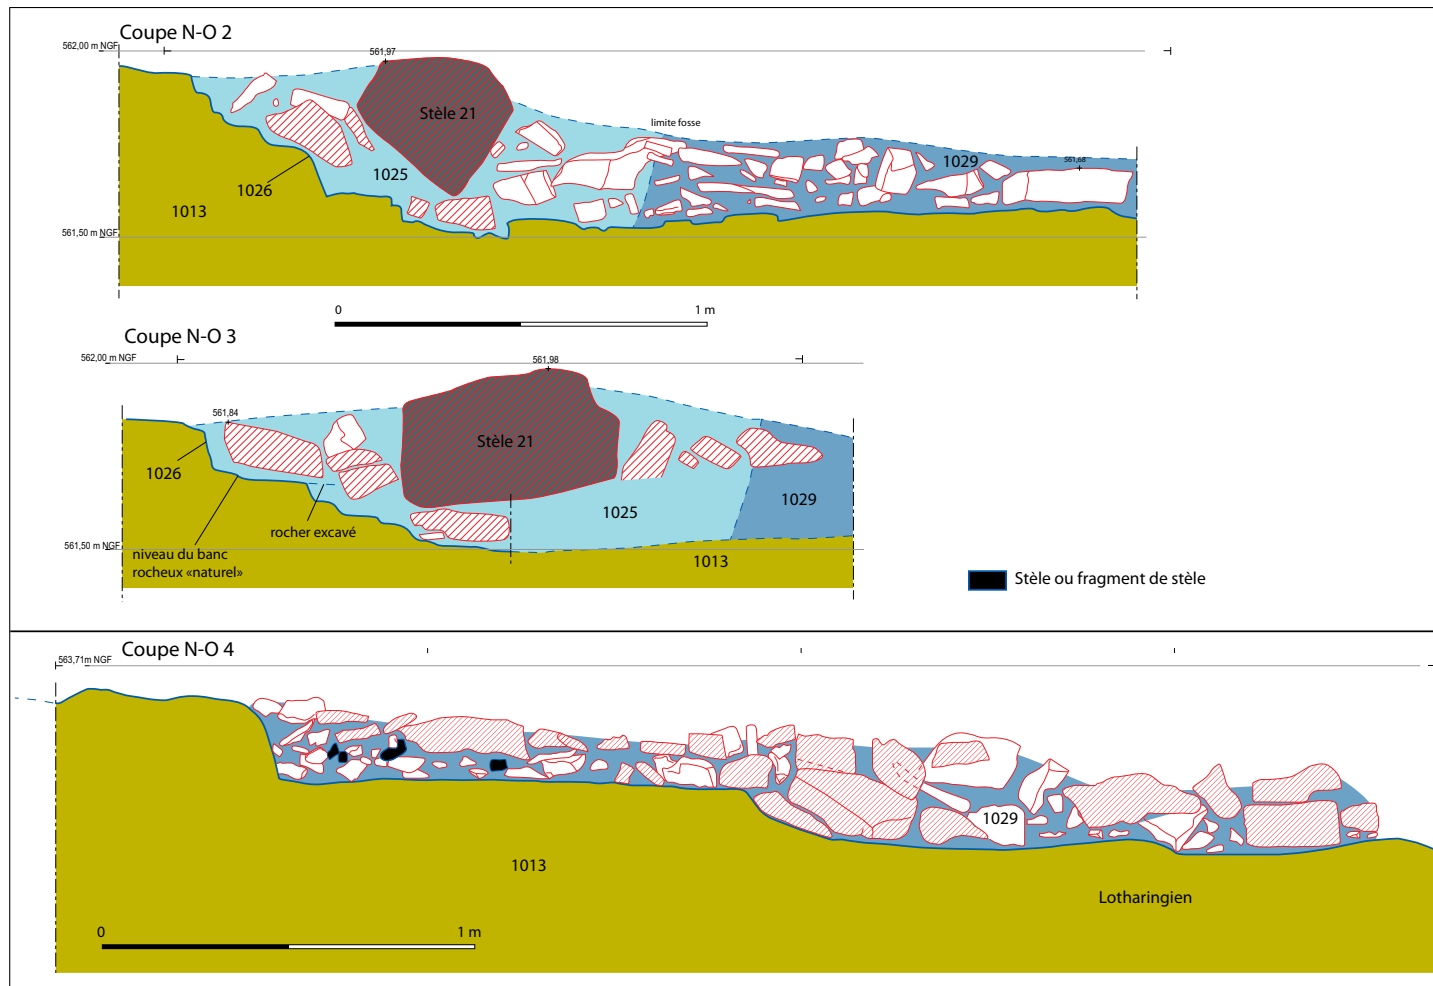 Coupe N-O 2
562,00 m NGF
561,97
Stèle 21
limite fosse
1029
561,68
1025
1026
1013
561,50 m NGF
0 1 m
Coupe N-O 3
562,00 m NGF
561,98
561,84
Stèle 21
1026
1029
1025
rocher excavé
561,50 m NGF
niveau du banc
rocheux «naturel»
1013
Stèle ou fragment de stèle
Coupe N-O 4
563,71m NGF
1029
1013
Lotharingien
0 1 m